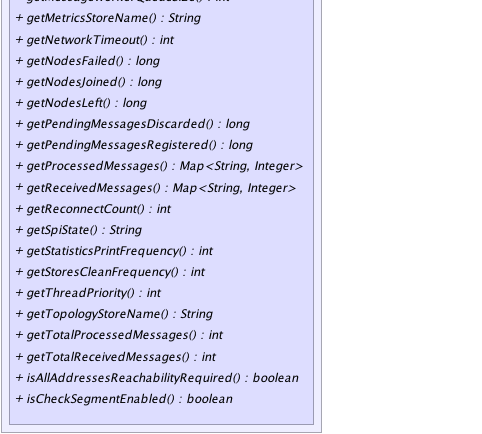 + getMetricsStoreName() : String
+ getNetworkTimeout() : int
+ getNodesFailed() : long
+ getNodesJoined() : long
+ getNodesLeft() : long
+ getPendingMessagesDiscarded() : long
+ getPendingMessagesRegistered() : long
+ getProcessedMessages() : Map<String, Integer>
+ getReceivedMessages() : Map<String, Integer>
+ getReconnectCount() : int
+ getSpiState() : String
+ getStatisticsPrintFrequency() : int
+ getStoresCleanFrequency() : int
+ getThreadPriority() : int
+ getTopologyStoreName() : String
+ getTotalProcessedMessages() : int
+ getTotalReceivedMessages() : int
+ isAllAddressesReachabilityRequired() : boolean
+ isCheckSegmentEnabled() : boolean